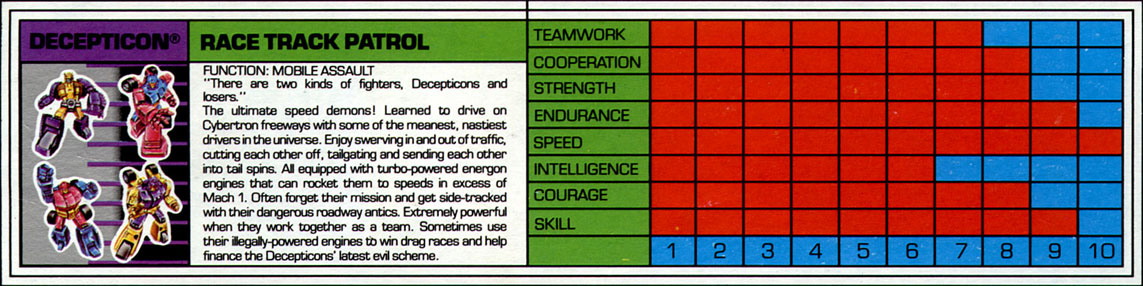 DECEPTICON®
RACE TRACK PATROL
FUNCTION: MOBILE ASSAULT
"There are two kinds of fighters, Decepticons and
losers."
The ultimate speed demons! Learned to drive on
Cybertron freeways with some of the meanest, nastiest
drivers in the universe. Enjoy swerving in and out of traffic,
cutting each other off, tailgating and sending each other
into tail spins. All equipped with turbo-powered energon
engines that can rocket them to speeds in excess of
Mach 1. Often forget their mission and get side-tracked
with their dangerous roadway antics. Extremely powerful
when they work together as a team. Sometimes use
their illegally-powered engines to win drag races and help
finance the Decepticons' latest evil scheme.
TEAMWORK
COOPERATION
STRENGTH
ENDURANCE
SPEED
INTELLIGENCE
COURAGE
SKILL
1 2 3 4 5 6 7 8 9 10